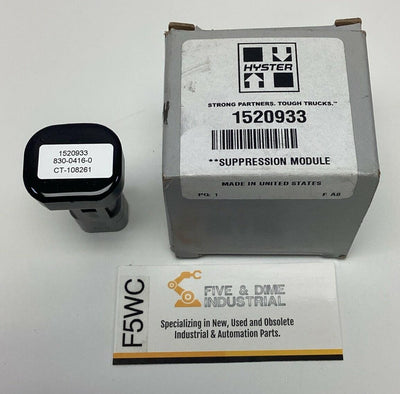 HYSTER
STRONG PARTNERS. TOUGH TRUCKS.™
1520933
**SUPPRESSION MODULE
MADE IN UNITED STATES
PQ: 1
F A8
1520933
830-0416-0
CT-108261
F5WC
FIVE & DIME
INDUSTRIAL
Specializing in New, Used and Obsolete
Industrial & Automation Parts.